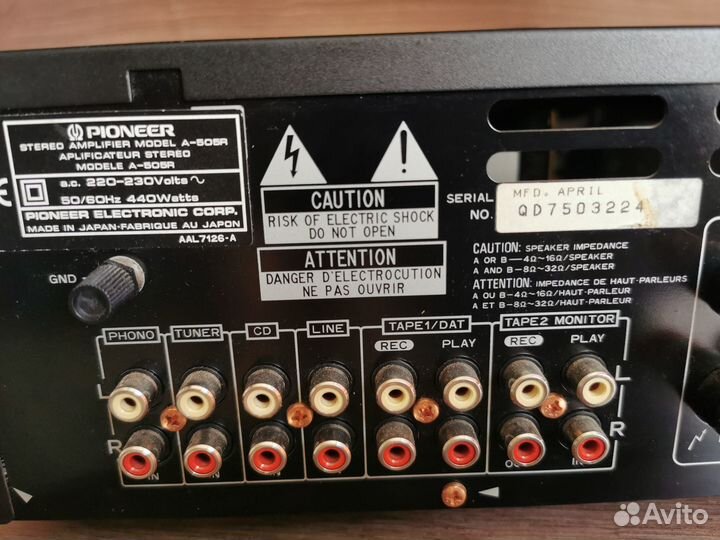 PIONEER
STEREO AMPLIFIER MODEL A-505R
APLIFICATEUR STEREO
MODELE A-505R
a.c. 220-230Volts ~
50/60Hz 440Watts
PIONEER ELECTRONIC CORP.
MADE IN JAPAN-FABRIQUE AU JAPON
AAL7126-A
CE
CAUTION
RISK OF ELECTRIC SHOCK
DO NOT OPEN
ATTENTION
DANGER D'ELECTROCUTION
NE PAS OUVRIR
SERIAL NO.
MFD. APRIL
QD7503224
CAUTION: SPEAKER IMPEDANCE
A OR B—4Ω~16Ω/SPEAKER
A AND B—8Ω~32Ω/SPEAKER
ATTENTION: IMPEDANCE DE HAUT-PARLEURS
A OU B—4Ω~16Ω/HAUT-PARLEUR
A ET B—8Ω~32Ω/HAUT-PARLEUR
GND
PHONO TUNER CD LINE TAPE1/DAT TAPE2 MONITOR
REC PLAY REC PLAY
L
R R
Avito